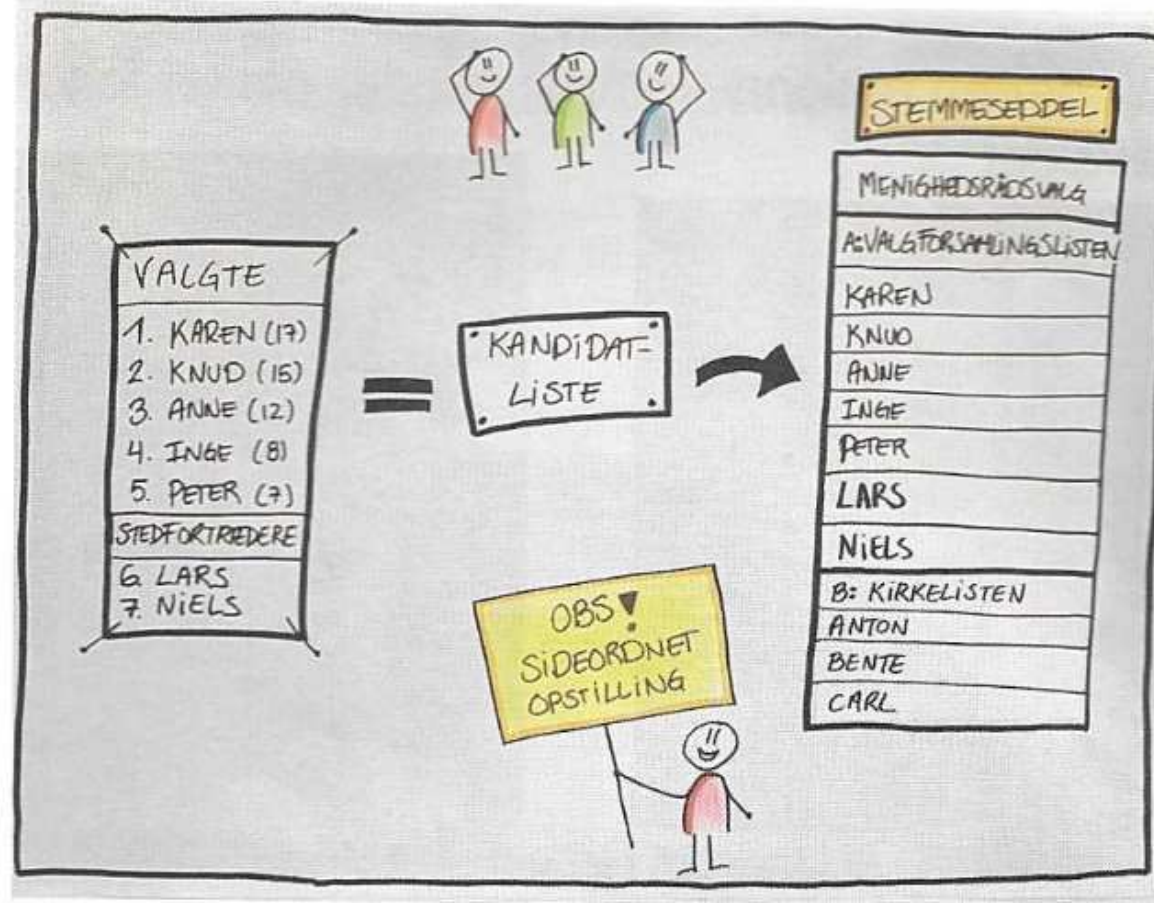 VALGTE
1. KAREN (17)
2. KNUD (15)
3. ANNE (12)
4. INGE (8)
5. PETER (7)
STEDFORTRÆDERE
6. LARS
7. NIELS
=
KANDIDAT-
LISTE
OBS!
SIDEORDNET
OPSTILLING
STEMMESEDDEL
MENIGHEDSRÅDSVALG
A: VALGFORSAMLINGSLISTEN
KAREN
KNUD
ANNE
INGE
PETER
LARS
NIELS
B: KIRKELISTEN
ANTON
BENTE
CARL